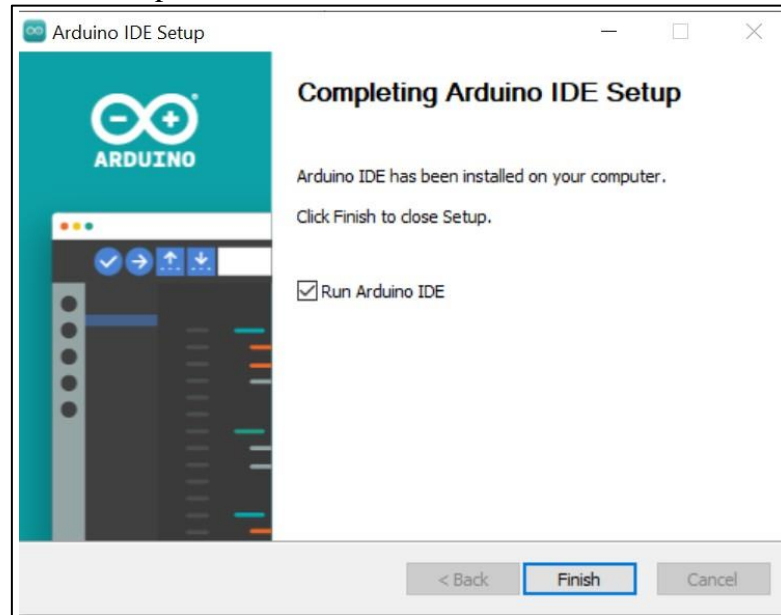 Arduino IDE Setup
ARDUINO
Completing Arduino IDE Setup
Arduino IDE has been installed on your computer.
Click Finish to close Setup.
Run Arduino IDE
< Back
Finish
Cancel